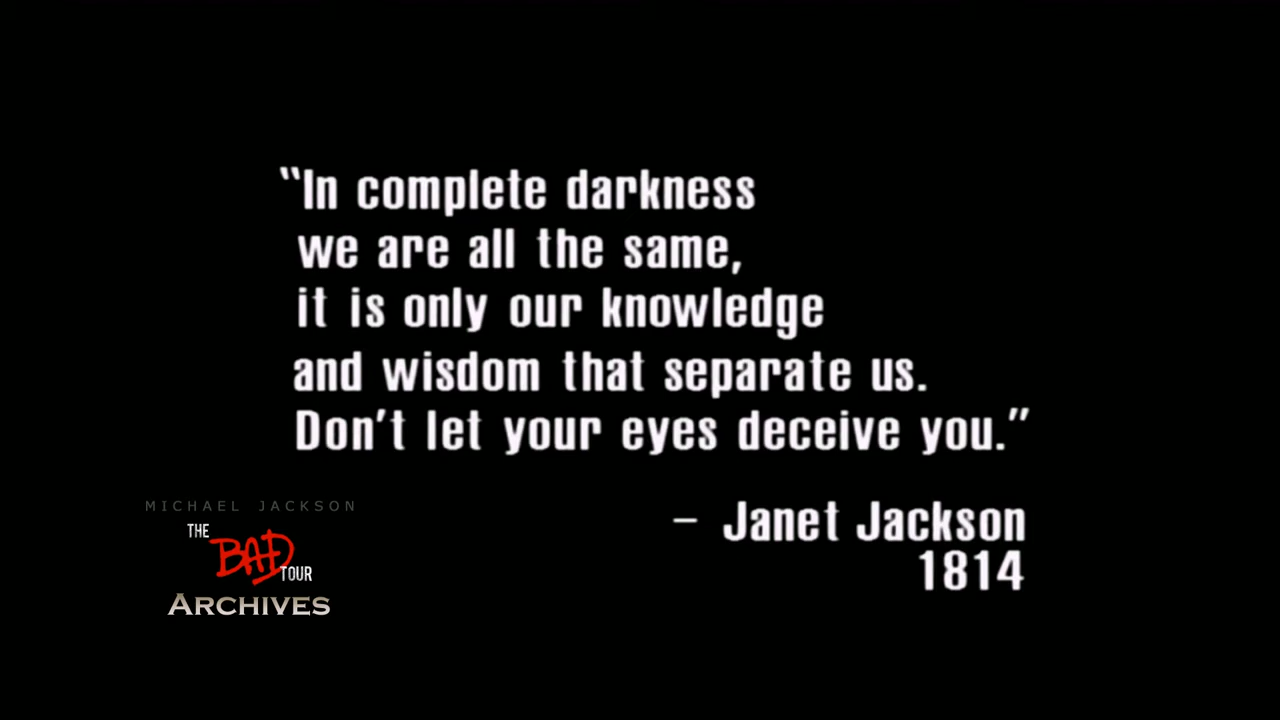 “In complete darkness
we are all the same,
it is only our knowledge
and wisdom that separate us.
Don’t let your eyes deceive you.”
– Janet Jackson
1814
MICHAEL JACKSON
THE
BAD
TOUR
ARCHIVES